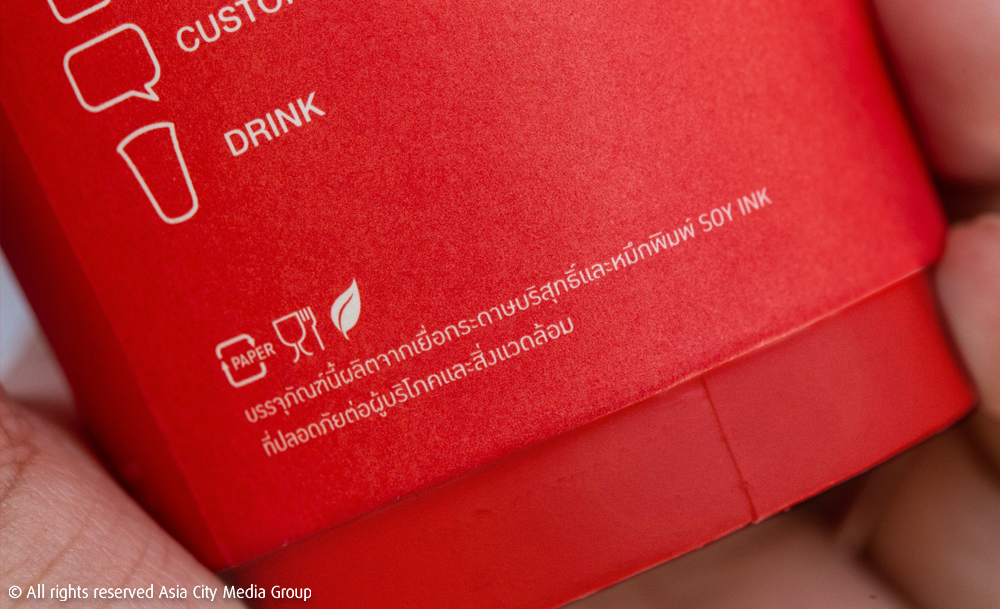 DRINK
PAPER
บรรจุภัณฑ์นี้ผลิตจากเยื่อกระดาษบริสุทธิ์และหมึกพิมพ์ SOY INK
ที่ปลอดภัยต่อผู้บริโภคและสิ่งแวดล้อม
© All rights reserved Asia City Media Group